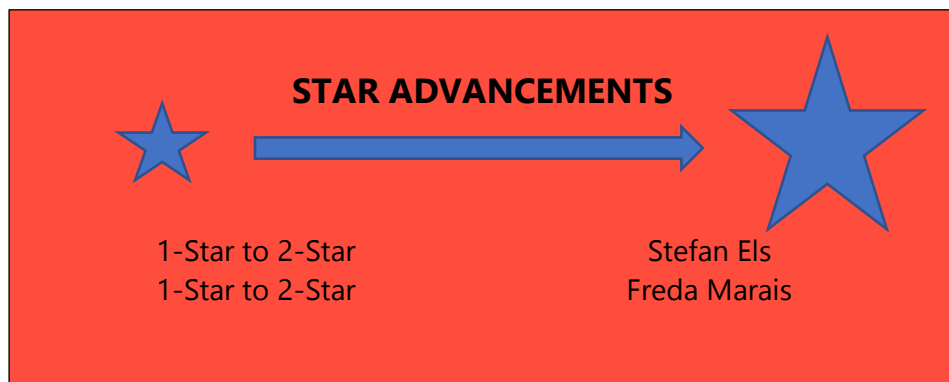 STAR ADVANCEMENTS
1-Star to 2-Star Stefan Els
1-Star to 2-Star Freda Marais